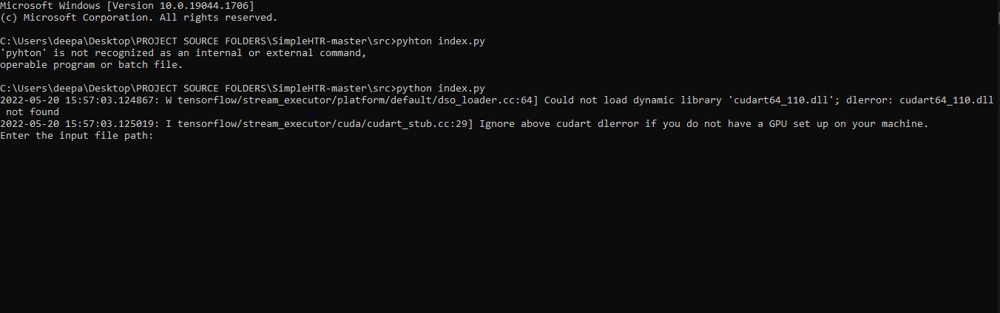 Microsoft Windows [Version 10.0.19044.1706]
(c) Microsoft Corporation. All rights reserved.
C:\Users\deepa\Desktop\PROJECT SOURCE FOLDERS\SimpleHTR-master\src>pyhton index.py
'pyhton' is not recognized as an internal or external command,
operable program or batch file.
C:\Users\deepa\Desktop\PROJECT SOURCE FOLDERS\SimpleHTR-master\src>python index.py
2022-05-20 15:57:03.124867: W tensorflow/stream_executor/platform/default/dso_loader.cc:64] Could not load dynamic library 'cudart64_110.dll'; dlerror: cudart64_110.dll
not found
2022-05-20 15:57:03.125019: I tensorflow/stream_executor/cuda/cudart_stub.cc:29] Ignore above cudart dlerror if you do not have a GPU set up on your machine.
Enter the input file path: